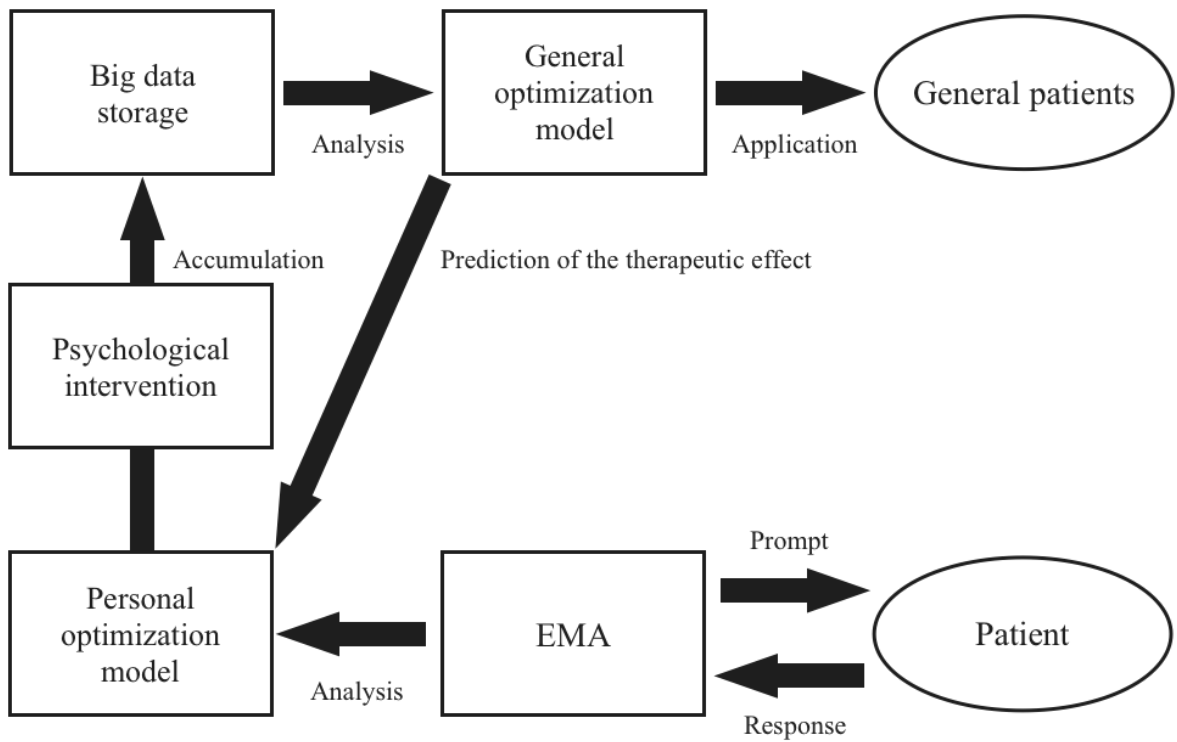 Big data
storage
Analysis
General
optimization
model
Application
General patients
Accumulation
Prediction of the therapeutic effect
Psychological
intervention
Personal
optimization
model
Analysis
EMA
Prompt
Response
Patient